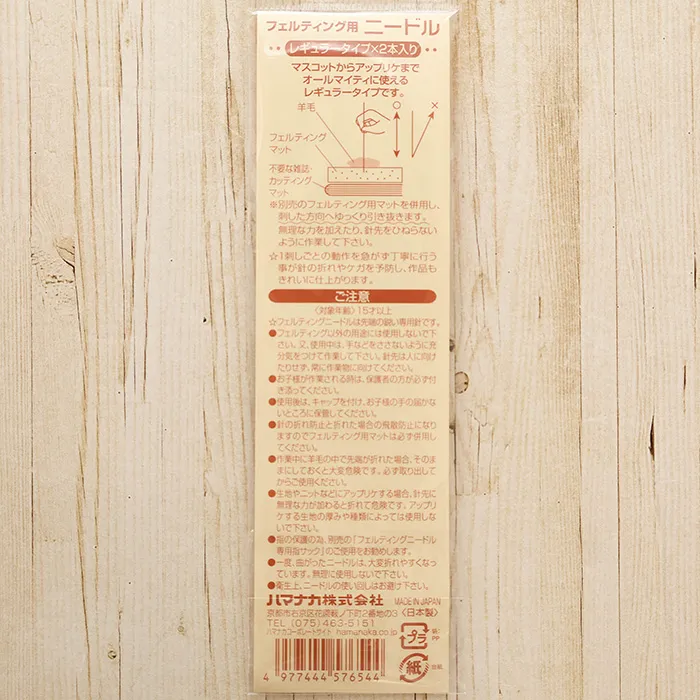 フェルティング用 ニードル
レギュラータイプ×2本入り
マスコットからアップリケまで
オールマイティに使える
レギュラータイプです。
羊毛
○ ×
フェルティング
マット
不要な雑誌・
カッティング
マット
※別売のフェルティング用マットを併用し、
刺した方向へゆっくり引き抜きます。
無理な力を加えたり、針先をひねらない
ように作業して下さい。
☆1刺しごとの動作を急がず丁寧に行う
事が針の折れやケガを予防し、作品も
きれいに仕上がります。
ご注意
〈対象年齢〉15才以上
☆フェルティングニードルは先端の鋭い専用針です。
●フェルティング以外の用途には使用しないで下
さい。又、使用中は、手などをささないように充
分気をつけて作業して下さい。針先は人に向け
たりせず、常に作業物に向けてください。
●お子様が作業される時は、保護者の方が必ず付
き添ってください。
●使用後は、キャップを付け、お子様の手の届かな
いところに保管してください。
●針の折れ防止と折れた場合の飛散防止になり
ますのでフェルティング用マットは必ず併用し
てください。
●作業中に羊毛の中で先端が折れた場合、そのま
まにしておくと大変危険です。必ず取り出して
からご使用ください。
●生地やニットなどにアップリケする場合、針先に
無理な力が加わると折れて危険です。アップリ
ケする生地の厚みや種類によっては使用しな
いで下さい。
●指の保護の為、別売の「フェルティングニードル
専用指サック」のご使用をお勧めします。
●一度、曲がったニードルは、大変折れやすくなっ
ています。無理に使用しないで下さい。
●衛生上、ニードルの使い回しはお避け下さい。
ハマナカ株式会社 MADE IN JAPAN
京都市右京区花園薮ノ下町2番地の3 〈日本製〉
TEL (075)463-5151
ハマナカコーポレートサイト hamanaka.co.jp
プラ 袋:
PP
紙 台紙
4 977444 576544